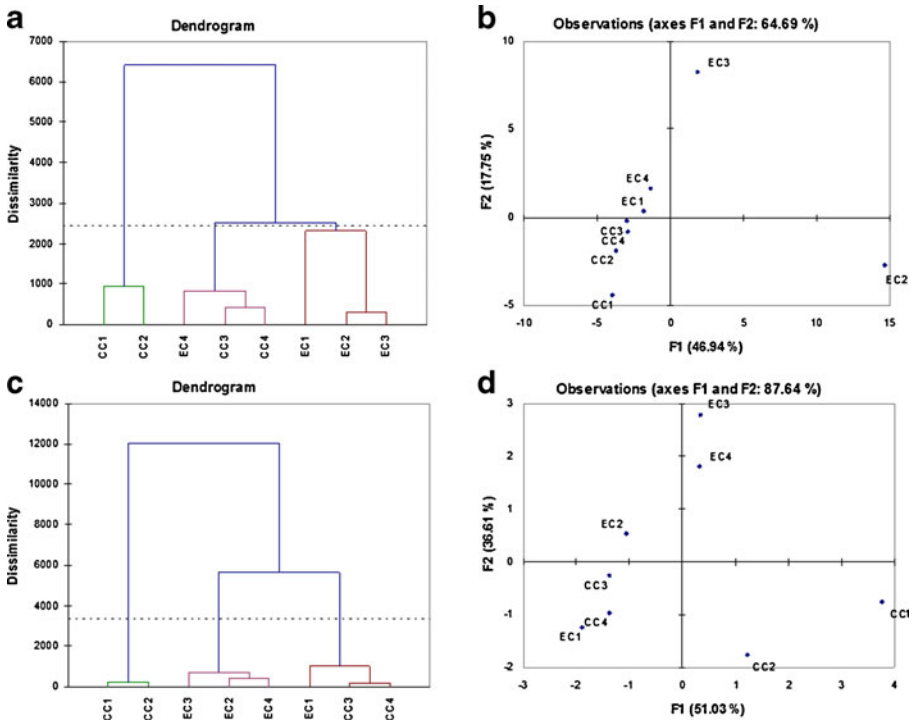 a
Dendrogram
7000
6000
5000
4000
3000
2000
1000
0
Dissimilarity
CC1 CC2 EC4 CC3 CC4 EC1 EC2 EC3
b
Observations (axes F1 and F2: 64.69 %)
10
5
0
-5
F2 (17.75 %)
EC3
EC4
EC1
CC3
CC4
CC2
CC1
EC2
-10 -5 0 5 10 15
F1 (46.94 %)
c
Dendrogram
14000
12000
10000
8000
6000
4000
2000
0
Dissimilarity
CC1 CC2 EC3 EC2 EC4 EC1 CC3 CC4
d
Observations (axes F1 and F2: 87.64 %)
3
2
1
0
-1
-2
F2 (36.61 %)
EC3
EC4
EC2
CC3
CC4
EC1
CC1
CC2
-3 -2 -1 0 1 2 3 4
F1 (51.03 %)